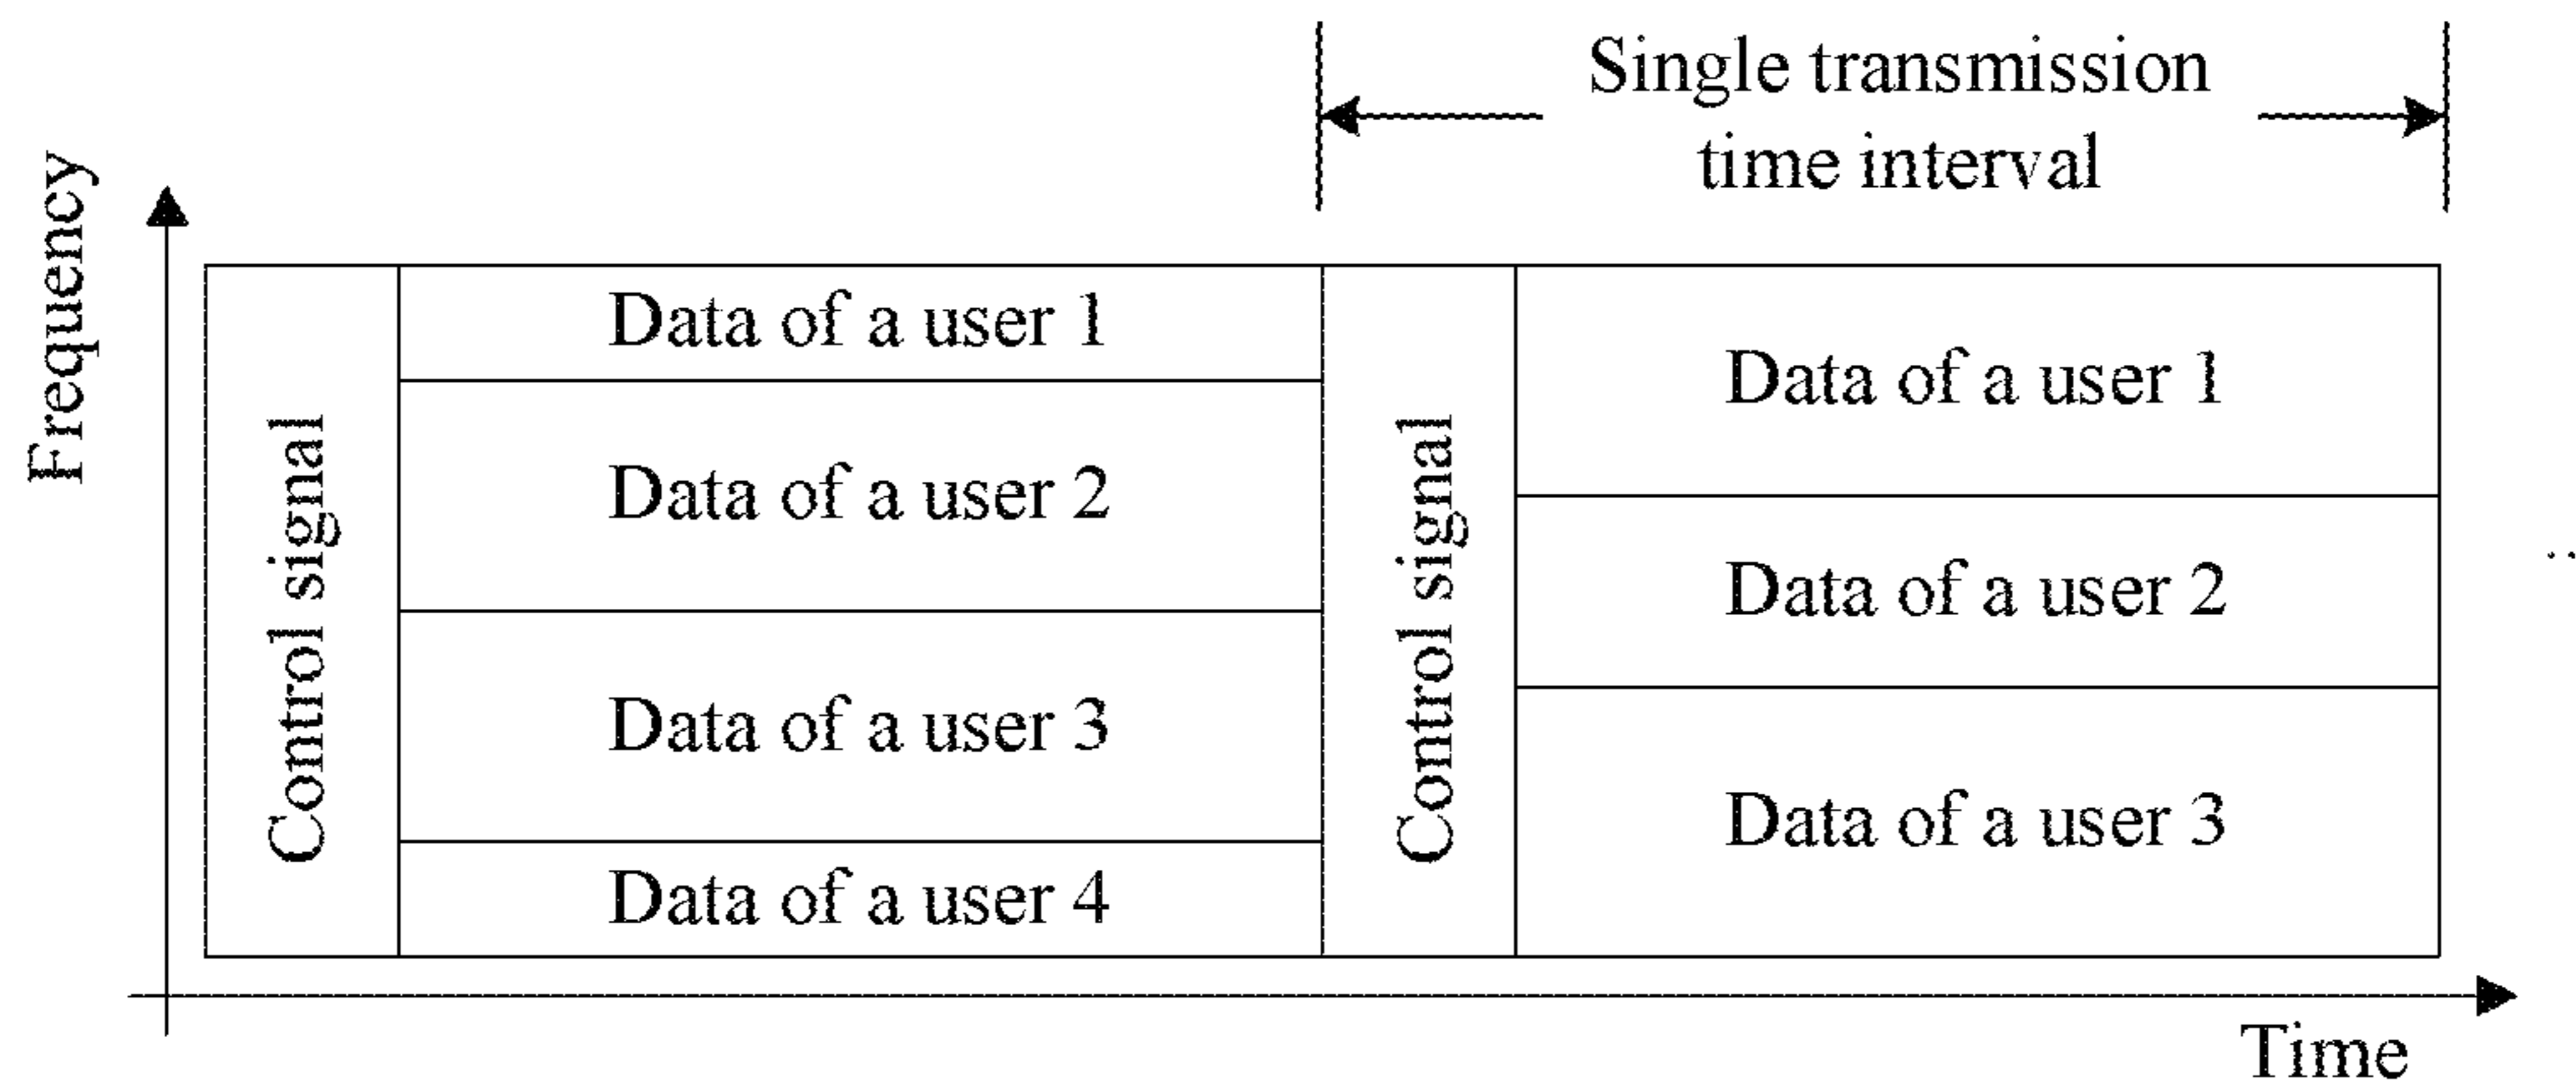 Single transmission
time interval
Frequency
Control signal
Data of a user 1
Data of a user 2
Data of a user 3
Data of a user 4
Control signal
Data of a user 1
Data of a user 2
Data of a user 3
Time